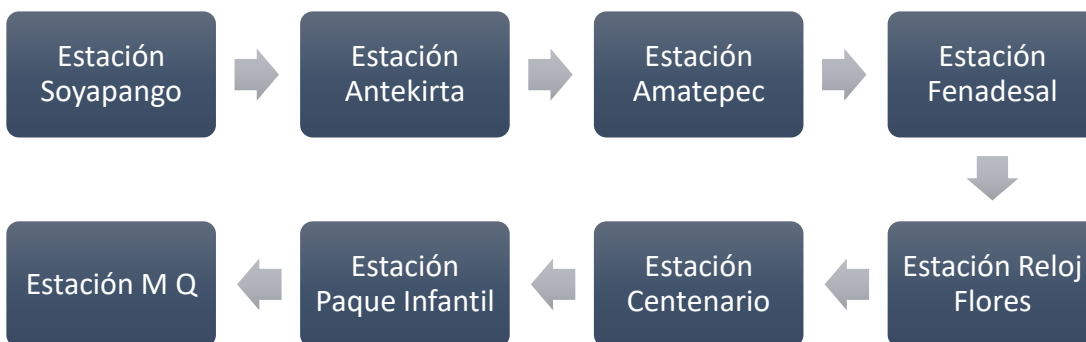 Estación
Soyapango
Estación
Antekirta
Estación
Amatepec
Estación
Fenadesal
Estación Reloj
Flores
Estación
Centenario
Estación
Paque Infantil
Estación M Q